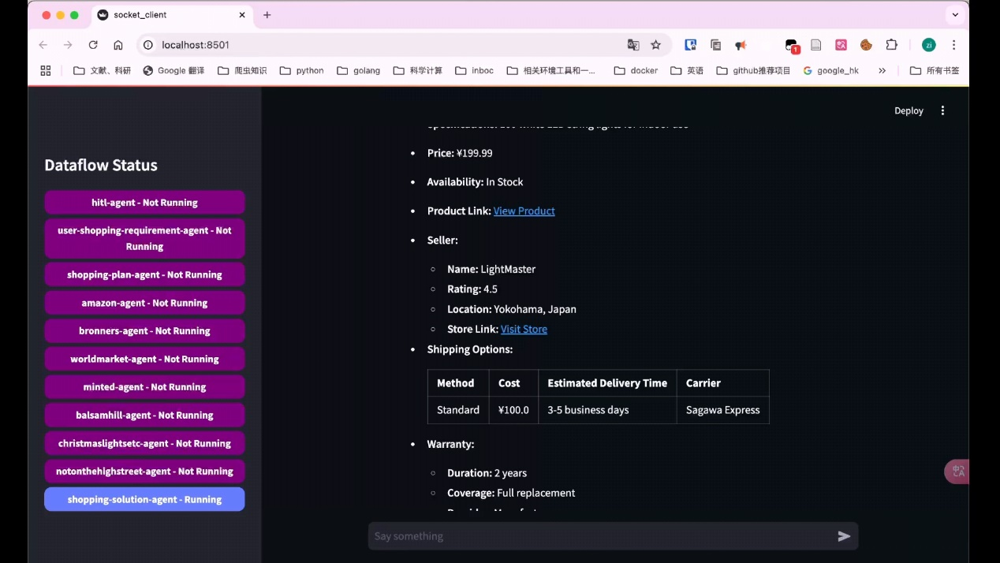 socket_client
localhost:8501
1
zi
文献、科研
Google 翻译
爬虫知识
python
golang
科学计算
inboc
相关环境工具和一...
docker
英语
github推荐项目
google_hk
所有书签
Deploy
Dataflow Status
hitl-agent - Not Running
user-shopping-requirement-agent - Not
Running
shopping-plan-agent - Not Running
amazon-agent - Not Running
bronners-agent - Not Running
worldmarket-agent - Not Running
minted-agent - Not Running
balsamhill-agent - Not Running
christmaslightsetc-agent - Not Running
notonthehighstreet-agent - Not Running
shopping-solution-agent - Running
Price: ¥199.99
Availability: In Stock
Product Link: View Product
Seller:
Name: LightMaster
Rating: 4.5
Location: Yokohama, Japan
Store Link: Visit Store
Shipping Options:
Method Cost Estimated Delivery Time Carrier
Standard ¥100.0 3-5 business days Sagawa Express
Warranty:
Duration: 2 years
Coverage: Full replacement
Say something